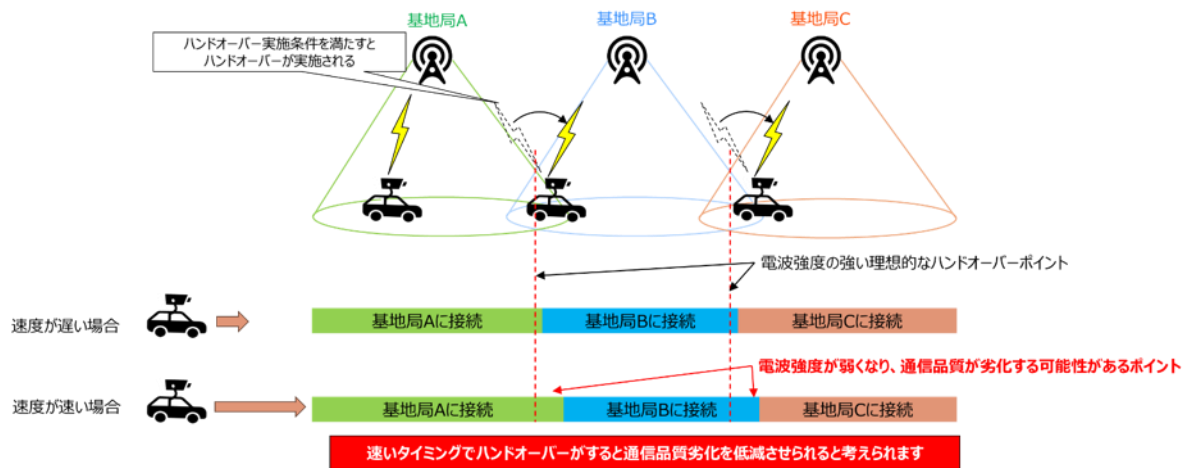 基地局A
基地局B
基地局C
ハンドオーバー実施条件を満たすと
ハンドオーバーが実施される
電波強度の強い理想的なハンドオーバーポイント
速度が遅い場合
基地局Aに接続
基地局Bに接続
基地局Cに接続
電波強度が弱くなり、通信品質が劣化する可能性があるポイント
速度が速い場合
基地局Aに接続
基地局Bに接続
基地局Cに接続
速いタイミングでハンドオーバーがすると通信品質劣化を低減させられると考えられます